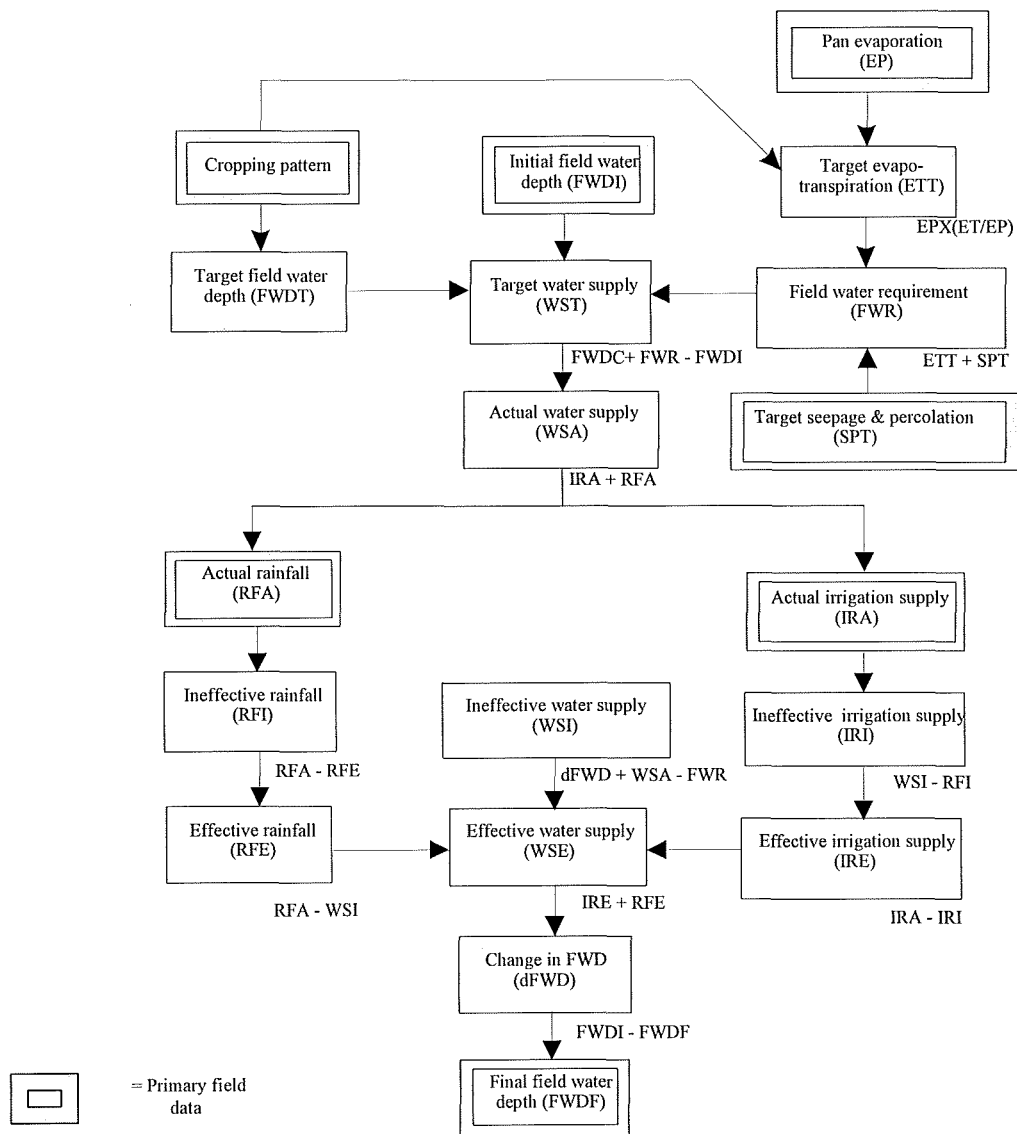 Pan evaporation
(EP)
Cropping pattern
Initial field water
depth (FWDI)
Target evapo-
transpiration (ETT)
EPX(ET/EP)
Target field water
depth (FWDT)
Target water supply
(WST)
Field water requirement
(FWR)
FWDC+ FWR - FWDI
ETT + SPT
Actual water supply
(WSA)
Target seepage & percolation
(SPT)
IRA + RFA
Actual rainfall
(RFA)
Actual irrigation supply
(IRA)
Ineffective rainfall
(RFI)
Ineffective water supply
(WSI)
Ineffective irrigation supply
(IRI)
RFA - RFE
dFWD + WSA - FWR
WSI - RFI
Effective rainfall
(RFE)
Effective water supply
(WSE)
Effective irrigation supply
(IRE)
RFA - WSI
IRE + RFE
IRA - IRI
Change in FWD
(dFWD)
FWDI - FWDF
Final field water
depth (FWDF)
= Primary field
data